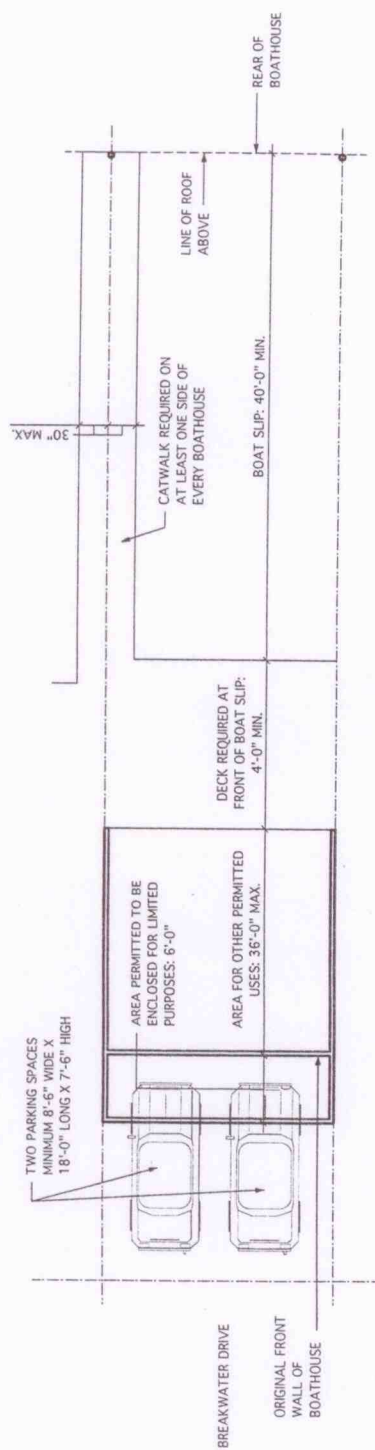 TWO PARKING SPACES
MINIMUM 8'-6" WIDE X
18'-0" LONG X 7'-6" HIGH
BREAKWATER DRIVE
ORIGINAL FRONT
WALL OF
BOATHOUSE
AREA PERMITTED TO BE
ENCLOSED FOR LIMITED
PURPOSES: 6'-0"
AREA FOR OTHER PERMITTED
USES: 36'-0" MAX.
DECK REQUIRED AT
FRONT OF BOAT SLIP:
4'-0" MIN.
30" MAX.
CATWALK REQUIRED ON
AT LEAST ONE SIDE OF
EVERY BOATHOUSE
BOAT SLIP: 40'-0" MIN.
LINE OF ROOF
ABOVE
REAR OF
BOATHOUSE